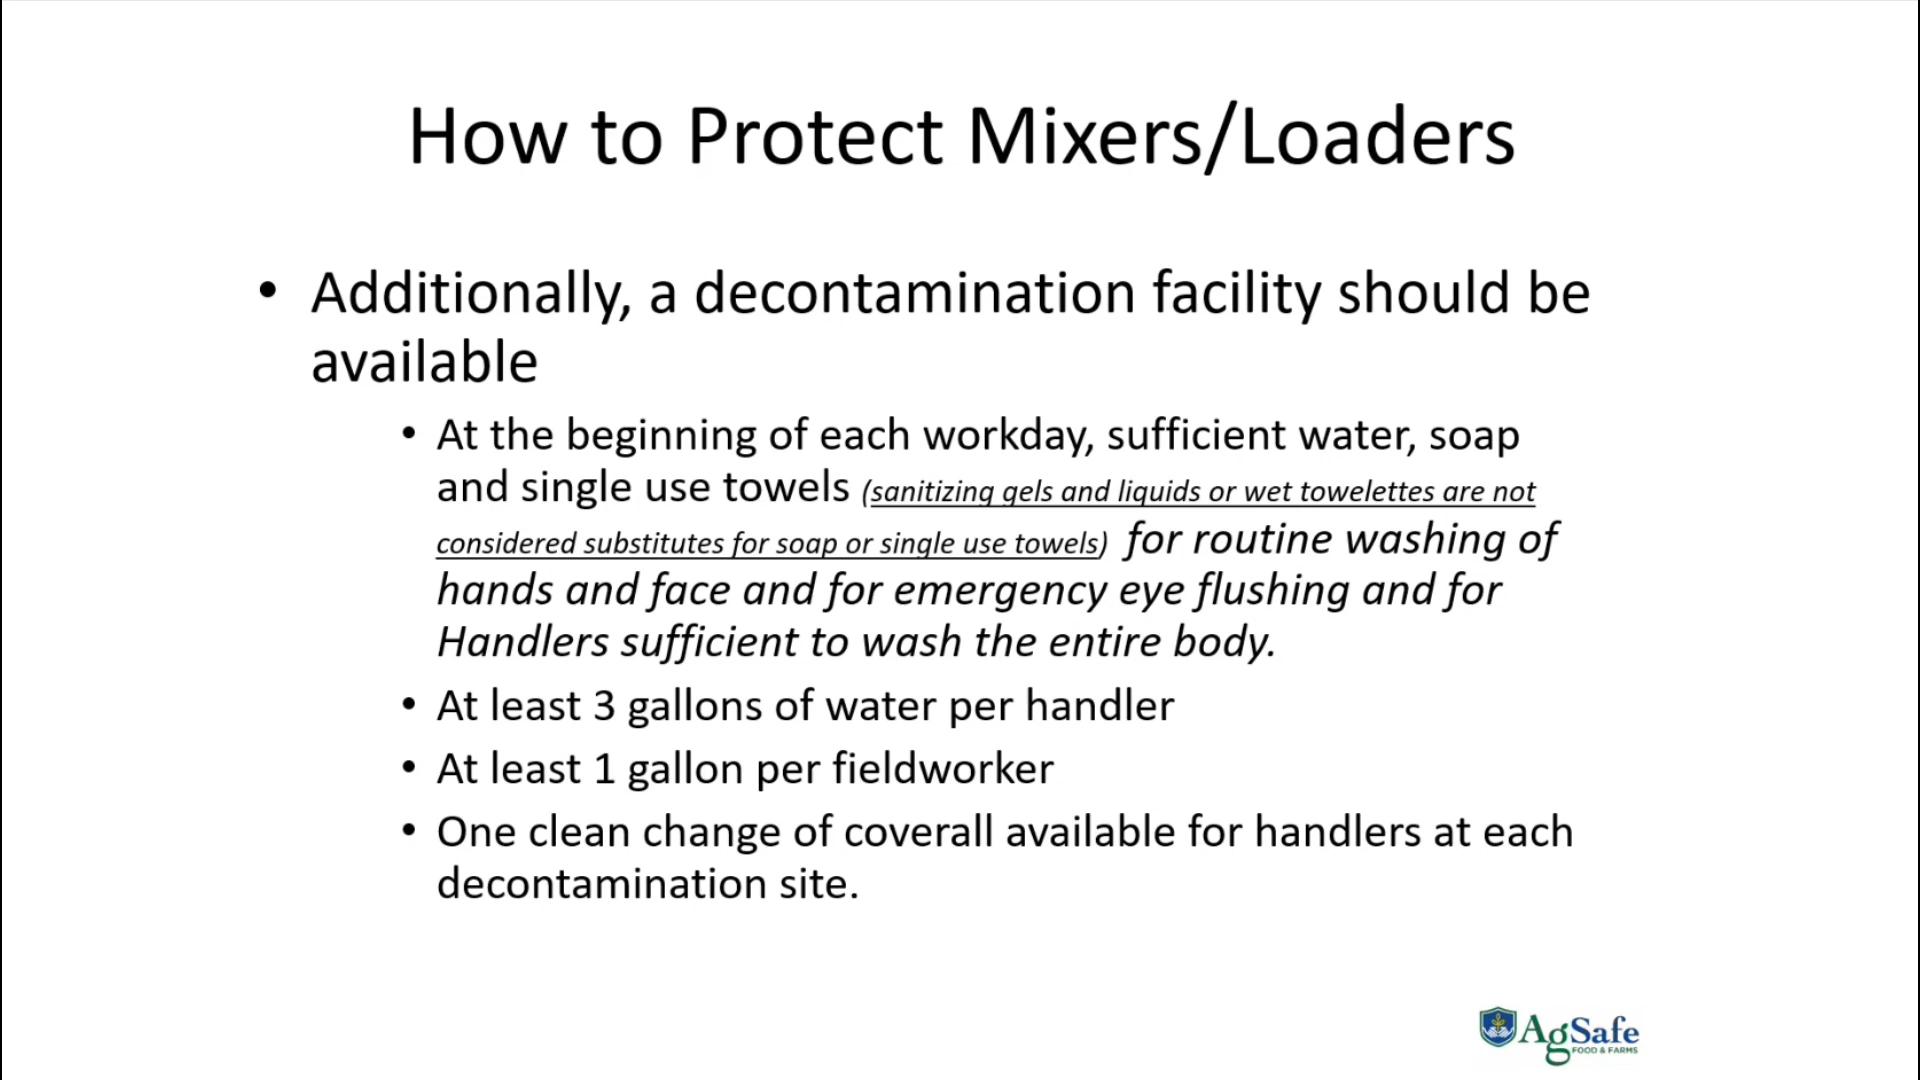 How to Protect Mixers/Loaders
• Additionally, a decontamination facility should be
available
• At the beginning of each workday, sufficient water, soap
and single use towels (sanitizing gels and liquids or wet towelettes are not
considered substitutes for soap or single use towels) for routine washing of
hands and face and for emergency eye flushing and for
Handlers sufficient to wash the entire body.
• At least 3 gallons of water per handler
• At least 1 gallon per fieldworker
• One clean change of coverall available for handlers at each
decontamination site.
AgSafe
FOOD & FARMS